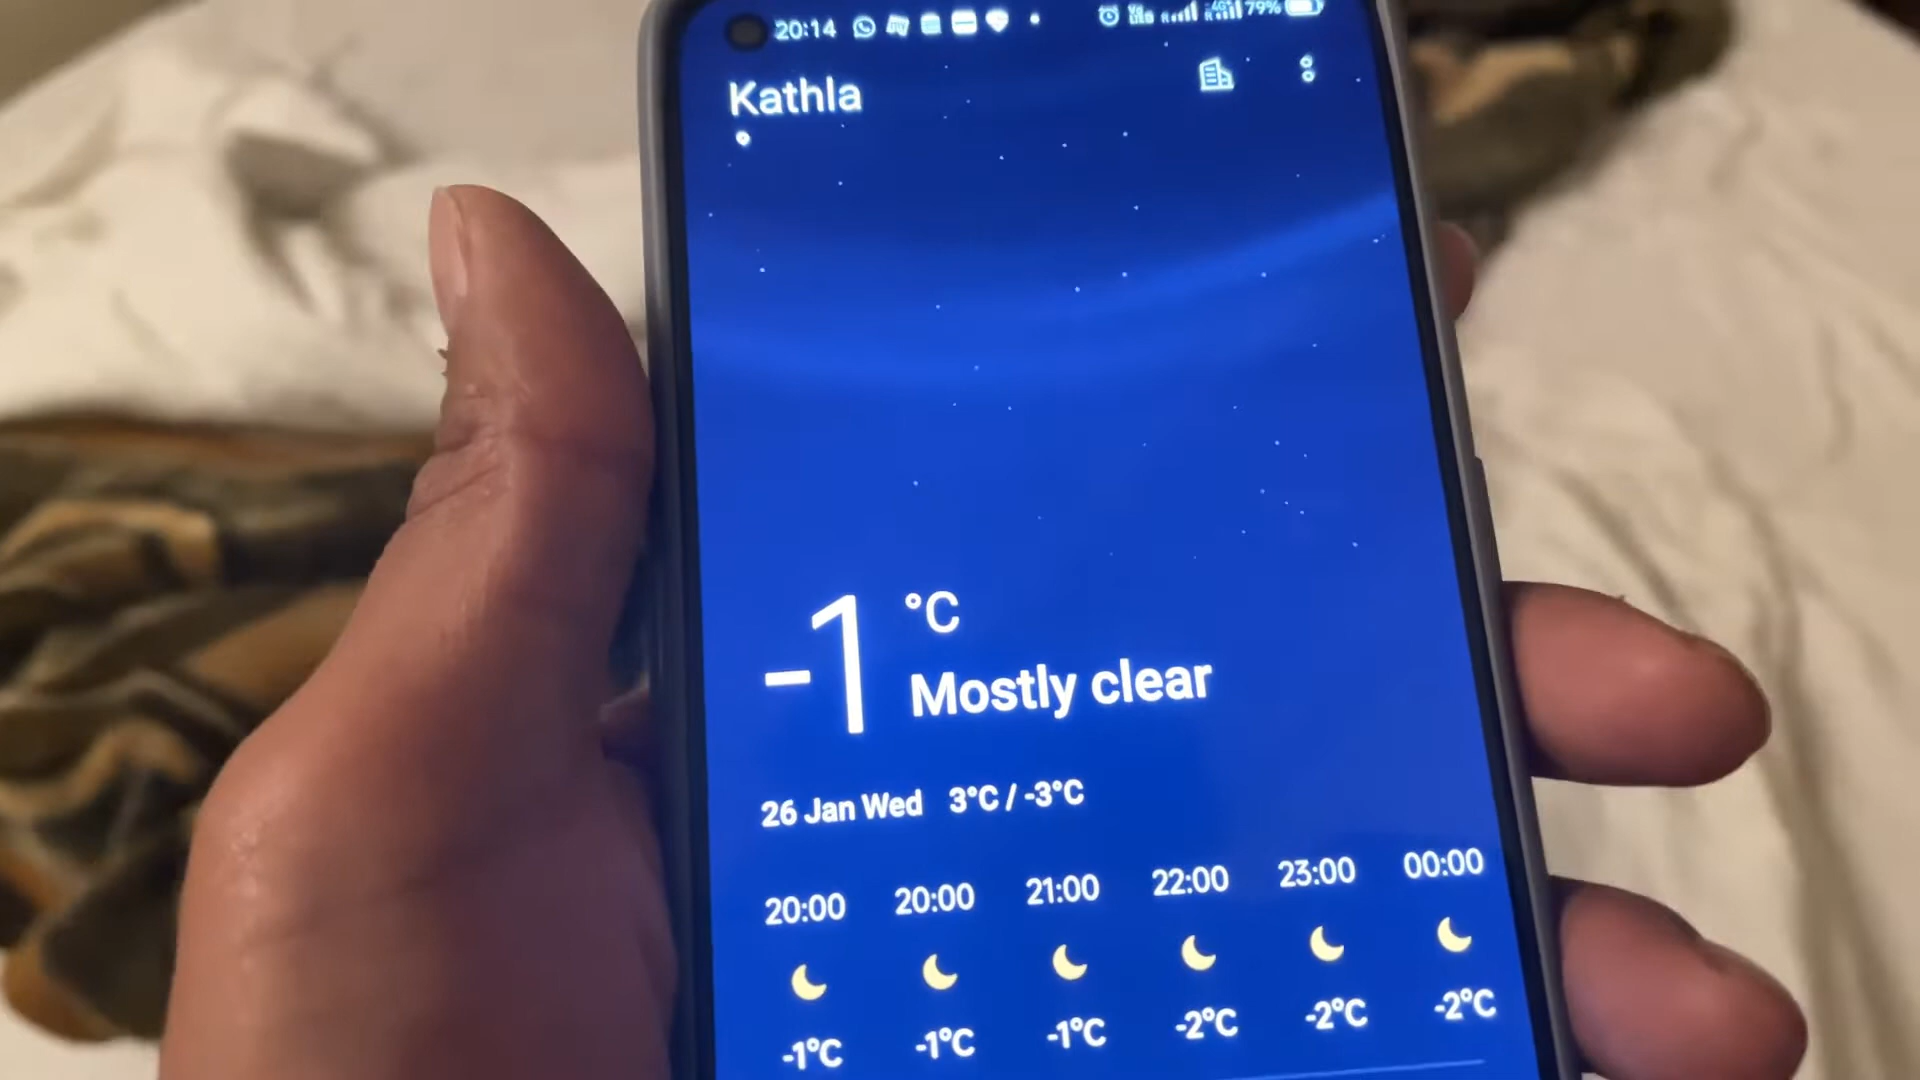 20:14 79%
Kathla
-1 °C
Mostly clear
26 Jan Wed 3°C / -3°C
20:00 20:00 21:00 22:00 23:00 00:00
-1°C -1°C -1°C -2°C -2°C -2°C